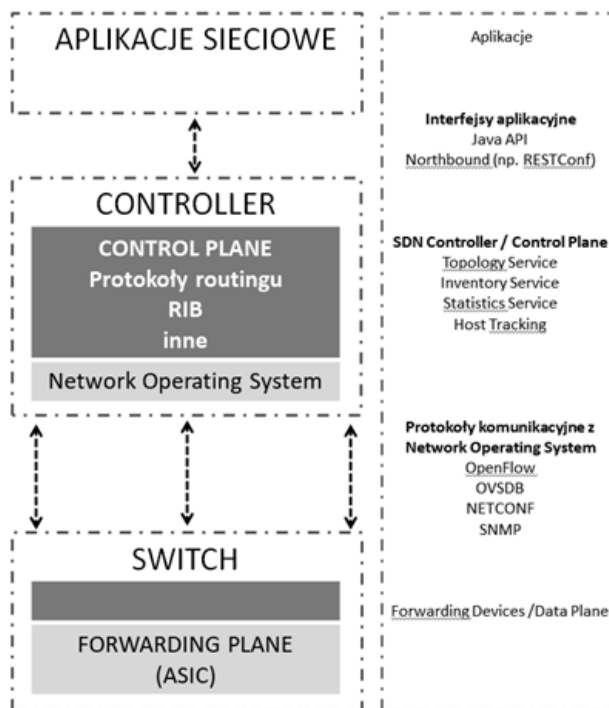 APLIKACJE SIECIOWE
CONTROLLER
CONTROL PLANE
Protokoły routingu
RIB
inne
Network Operating System
SWITCH
FORWARDING PLANE
(ASIC)
Aplikacje
Interfejsy aplikacyjne
Java API
Northbound (np. RESTConf)
SDN Controller / Control Plane
Topology Service
Inventory Service
Statistics Service
Host Tracking
Protokoły komunikacyjne z
Network Operating System
OpenFlow
OVSDB
NETCONF
SNMP
Forwarding Devices /Data Plane